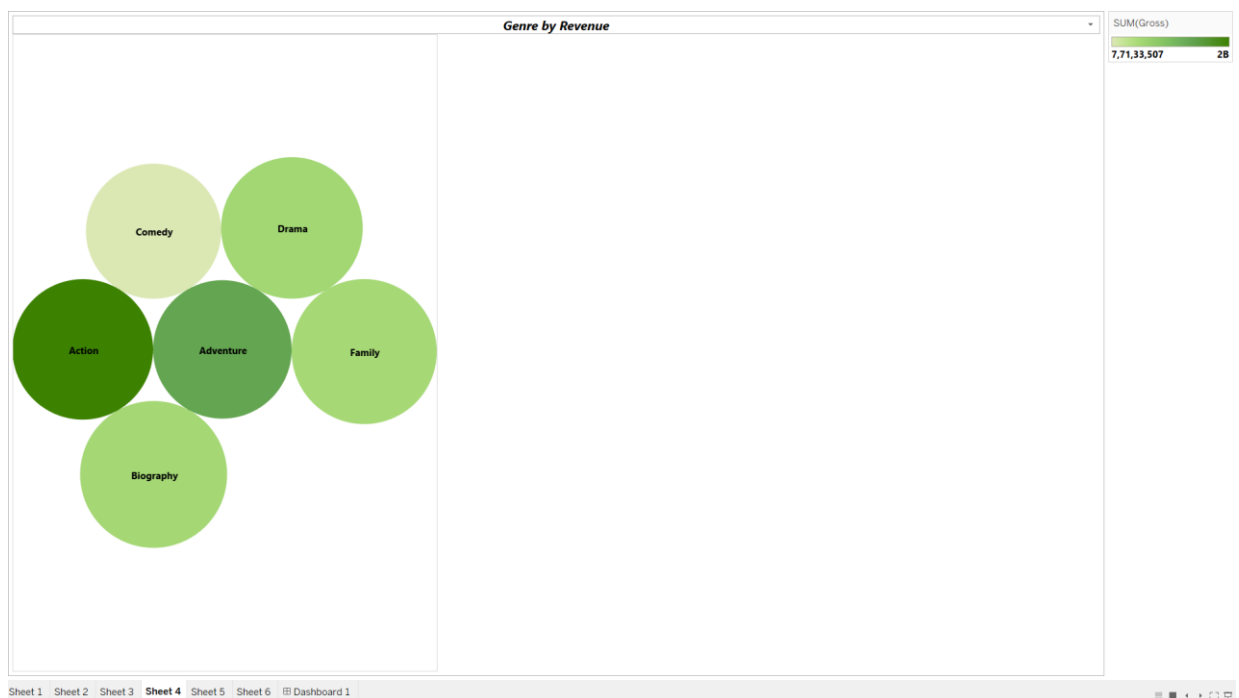 Genre by Revenue
SUM(Gross)
7,71,33,507 2B
Comedy
Drama
Action
Adventure
Family
Biography
Sheet 1 Sheet 2 Sheet 3 Sheet 4 Sheet 5 Sheet 6 Dashboard 1